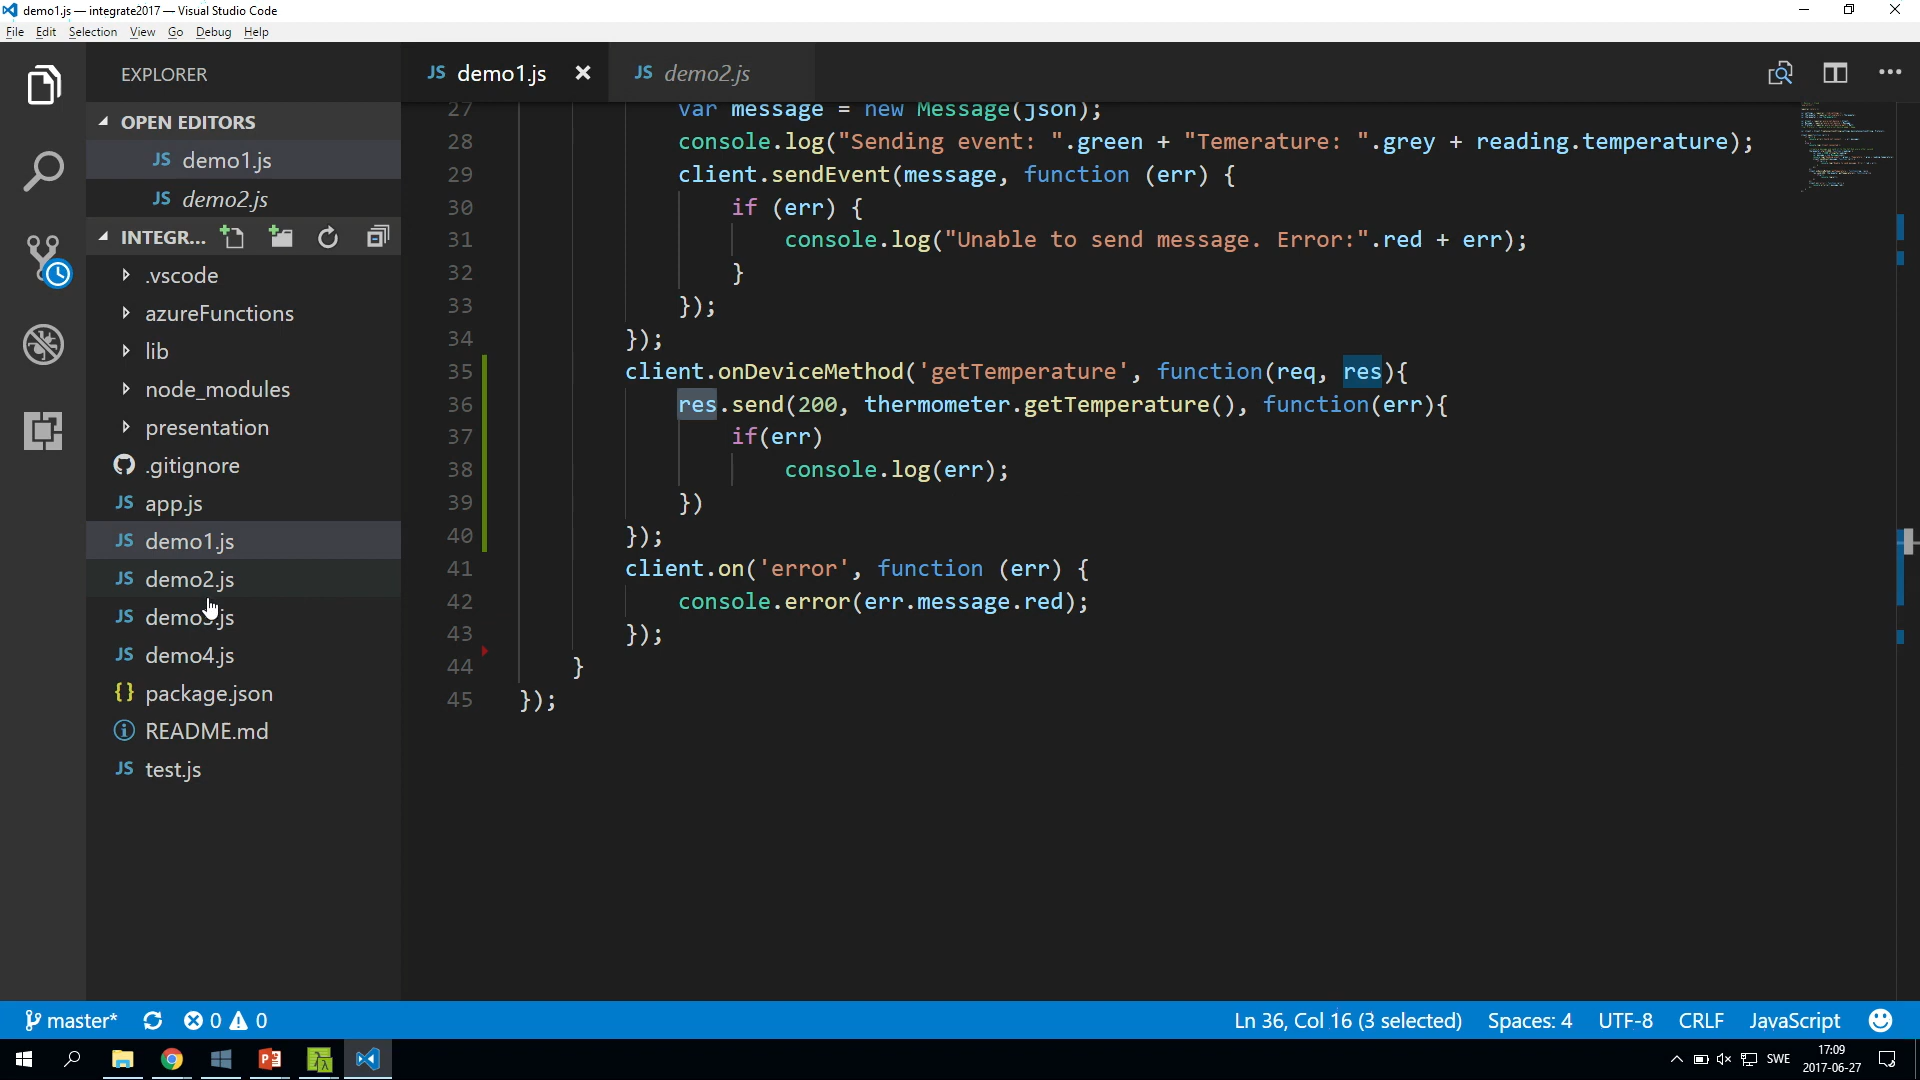 demo1.js — integrate2017 — Visual Studio Code
File Edit Selection View Go Debug Help
EXPLORER
OPEN EDITORS
JS demo1.js
JS demo2.js
INTEGR...
.vscode
azureFunctions
lib
node_modules
presentation
.gitignore
JS app.js
JS demo1.js
JS demo2.js
JS demo3.js
JS demo4.js
{} package.json
README.md
JS test.js
JS demo1.js JS demo2.js
27 var message = new Message(json);
28 console.log("Sending event: ".green + "Temerature: ".grey + reading.temperature);
29 client.sendEvent(message, function (err) {
30 if (err) {
31 console.log("Unable to send message. Error:".red + err);
32 }
33 });
34 });
35 client.onDeviceMethod('getTemperature', function(req, res){
36 res.send(200, thermometer.getTemperature(), function(err){
37 if(err)
38 console.log(err);
39 })
40 });
41 client.on('error', function (err) {
42 console.error(err.message.red);
43 });
44 }
45 });
master* 0 0 Ln 36, Col 16 (3 selected) Spaces: 4 UTF-8 CRLF JavaScript
SWE 17:09
2017-06-27